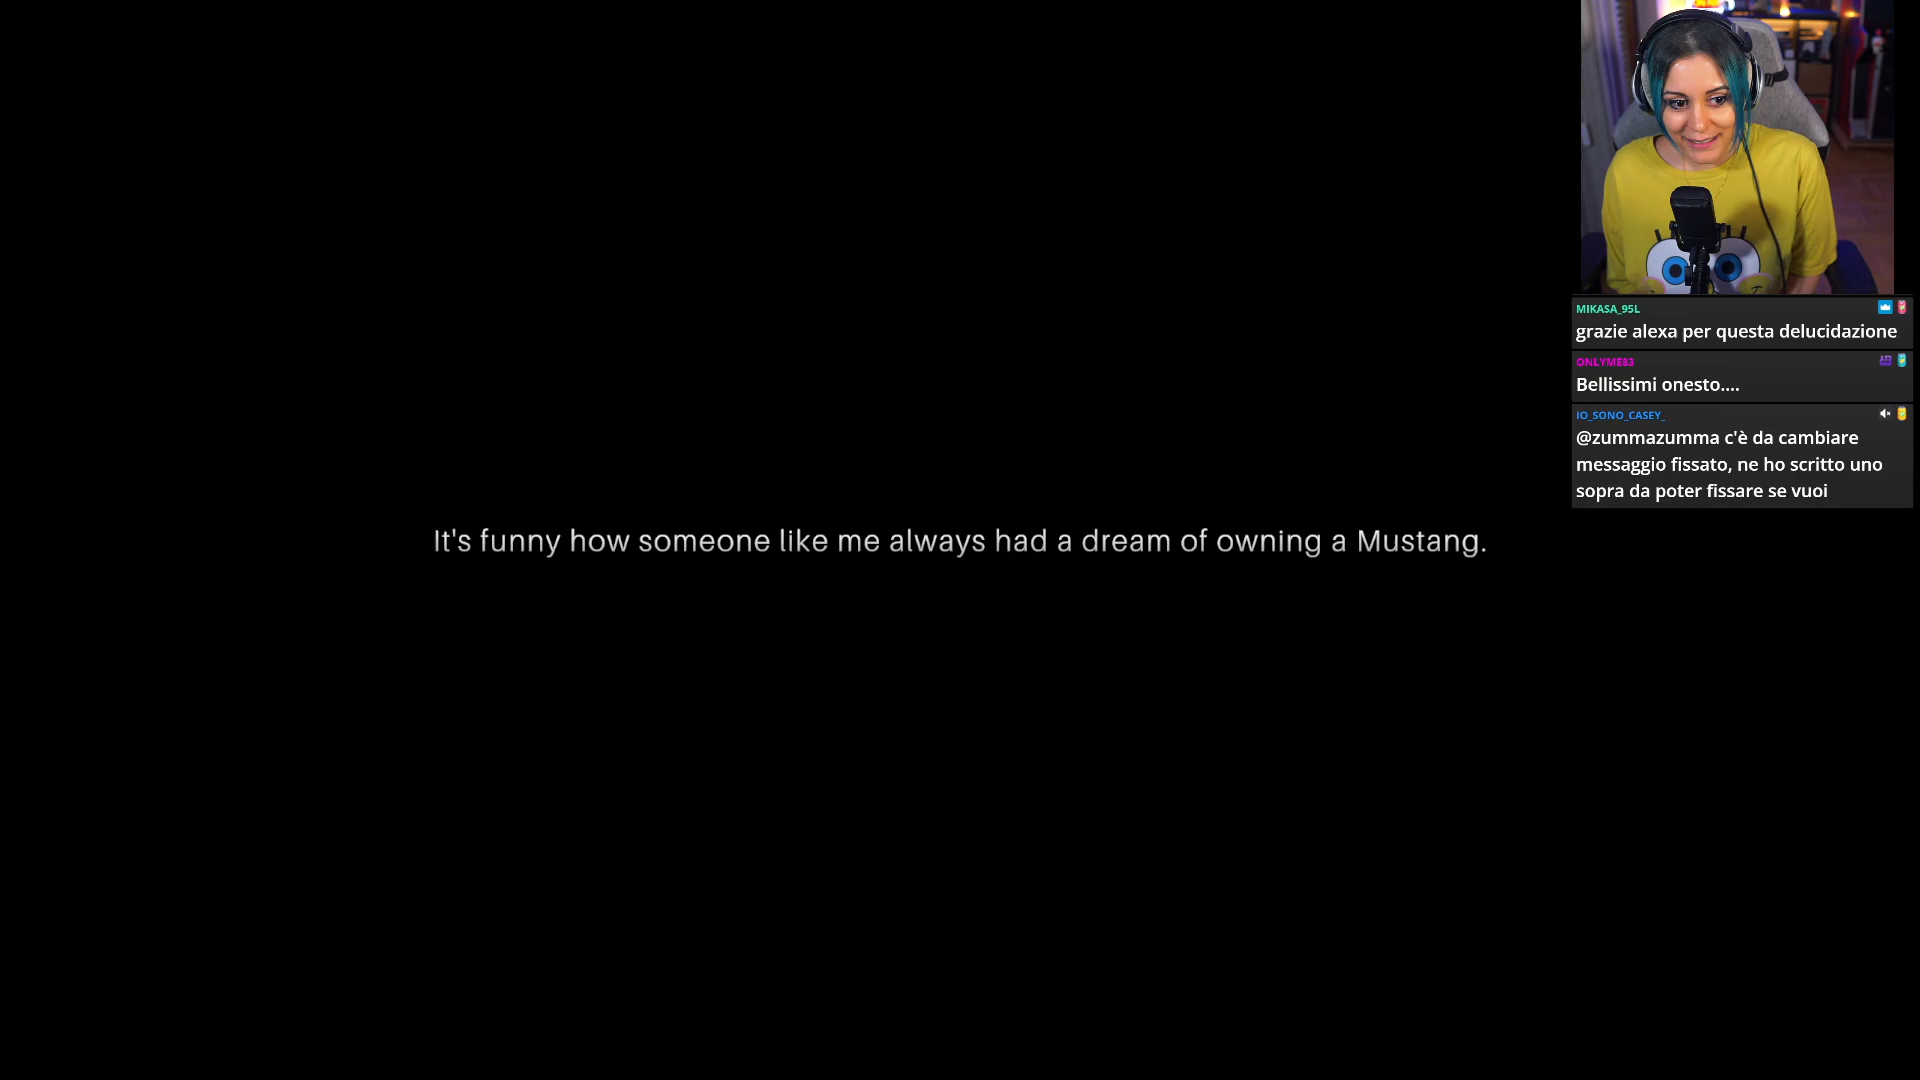 MIKASA_95L
grazie alexa per questa delucidazione
ONLYME83
Bellissimi onesto....
IO_SONO_CASEY_
@zummazumma c'è da cambiare
messaggio fissato, ne ho scritto uno
sopra da poter fissare se vuoi
It's funny how someone like me always had a dream of owning a Mustang.